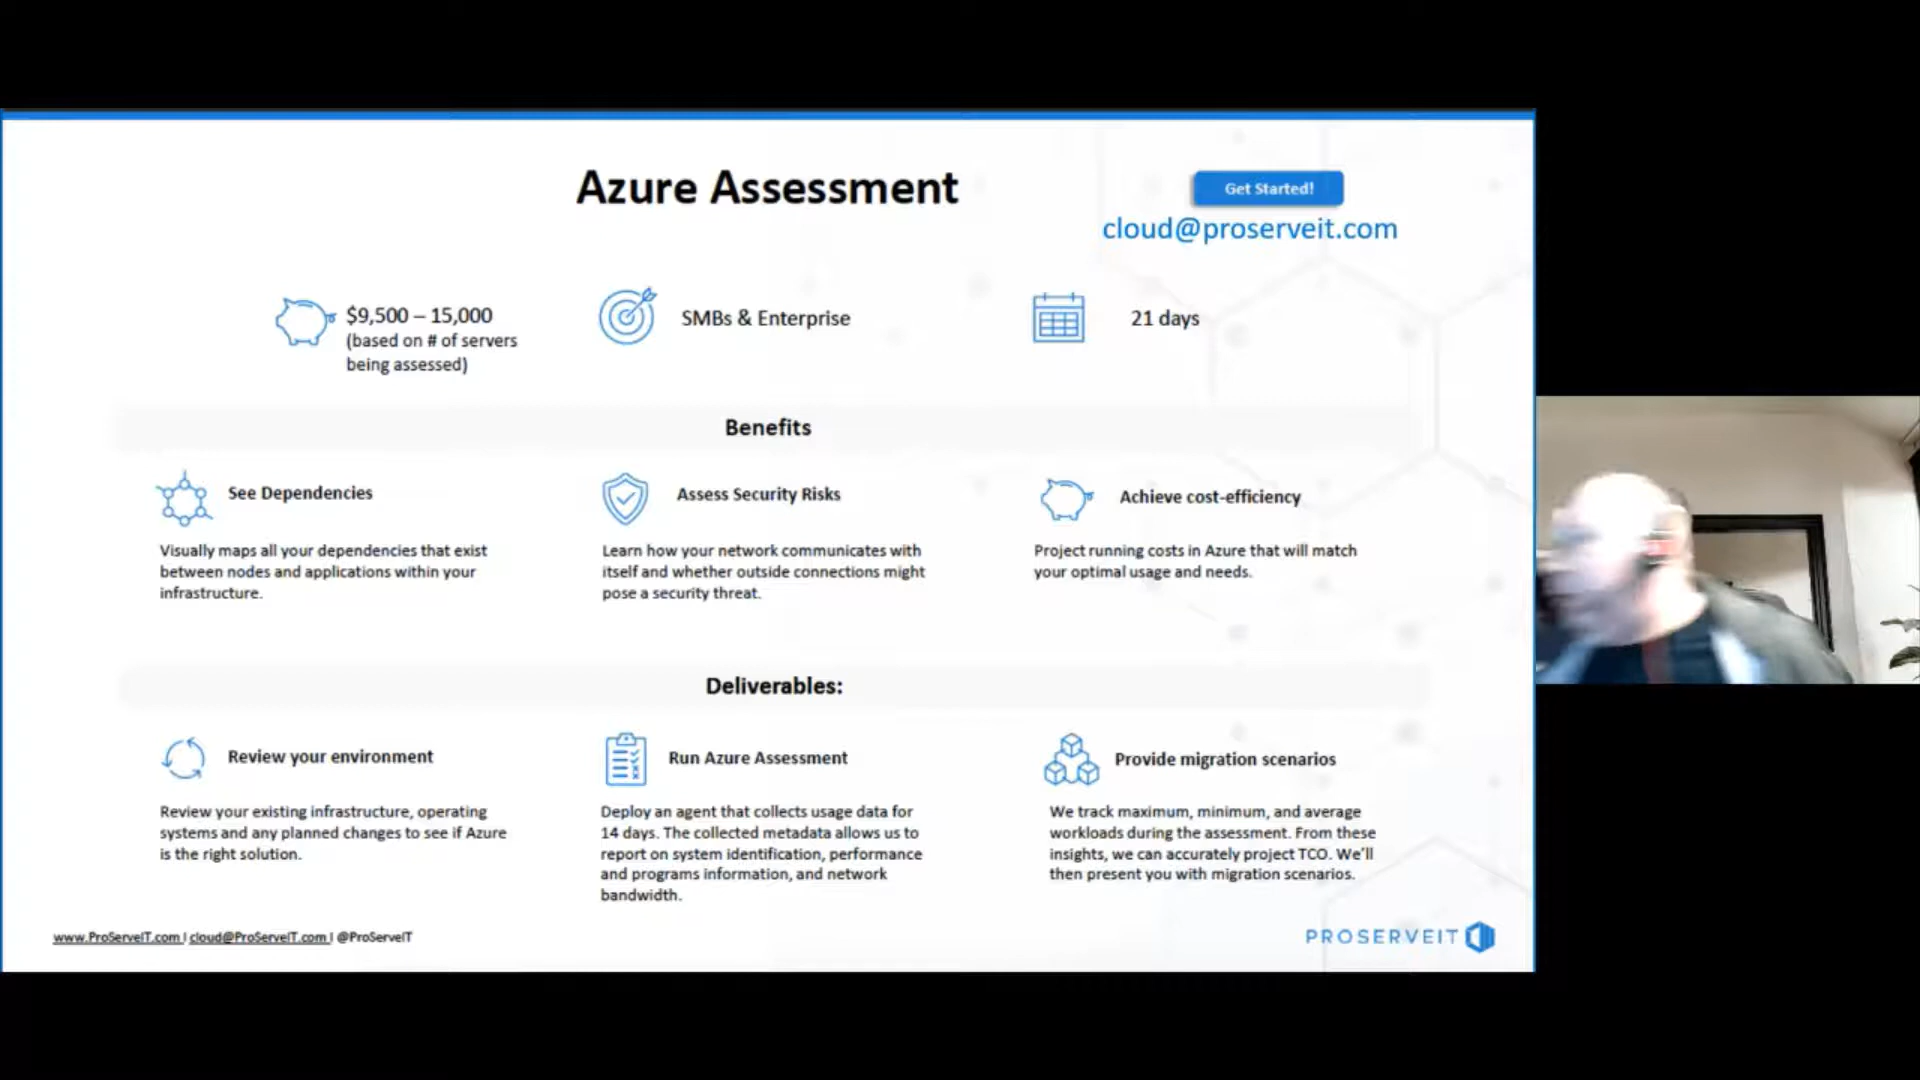 Azure Assessment
Get Started!
cloud@proserveit.com
$9,500 – 15,000
(based on # of servers
being assessed)
SMBs & Enterprise
21 days
Benefits
See Dependencies
Visually maps all your dependencies that exist
between nodes and applications within your
infrastructure.
Assess Security Risks
Learn how your network communicates with
itself and whether outside connections might
pose a security threat.
Achieve cost-efficiency
Project running costs in Azure that will match
your optimal usage and needs.
Deliverables:
Review your environment
Review your existing infrastructure, operating
systems and any planned changes to see if Azure
is the right solution.
Run Azure Assessment
Deploy an agent that collects usage data for
14 days. The collected metadata allows us to
report on system identification, performance
and programs information, and network
bandwidth.
Provide migration scenarios
We track maximum, minimum, and average
workloads during the assessment. From these
insights, we can accurately project TCO. We'll
then present you with migration scenarios.
www.ProServeIT.com | cloud@ProServeIT.com | @ProServeIT
PROSERVEIT